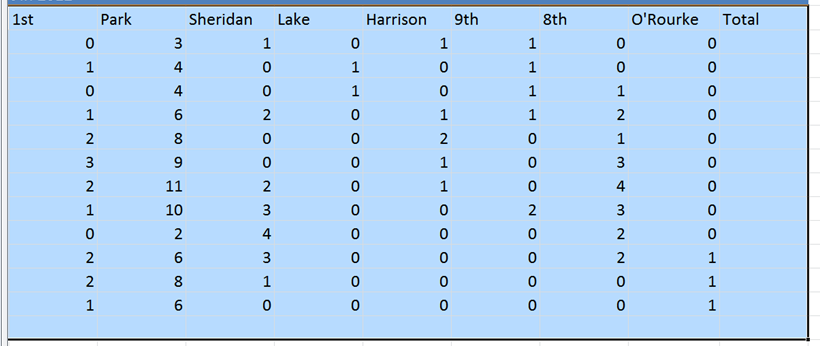 1st Park Sheridan Lake Harrison 9th 8th O'Rourke Total
0 3 1 0 1 1 0 0
1 4 0 1 0 1 0 0
0 4 0 1 0 1 1 0
1 6 2 0 1 1 2 0
2 8 0 0 2 0 1 0
3 9 0 0 1 0 3 0
2 11 2 0 1 0 4 0
1 10 3 0 0 2 3 0
0 2 4 0 0 0 2 0
2 6 3 0 0 0 2 1
2 8 1 0 0 0 0 1
1 6 0 0 0 0 0 1